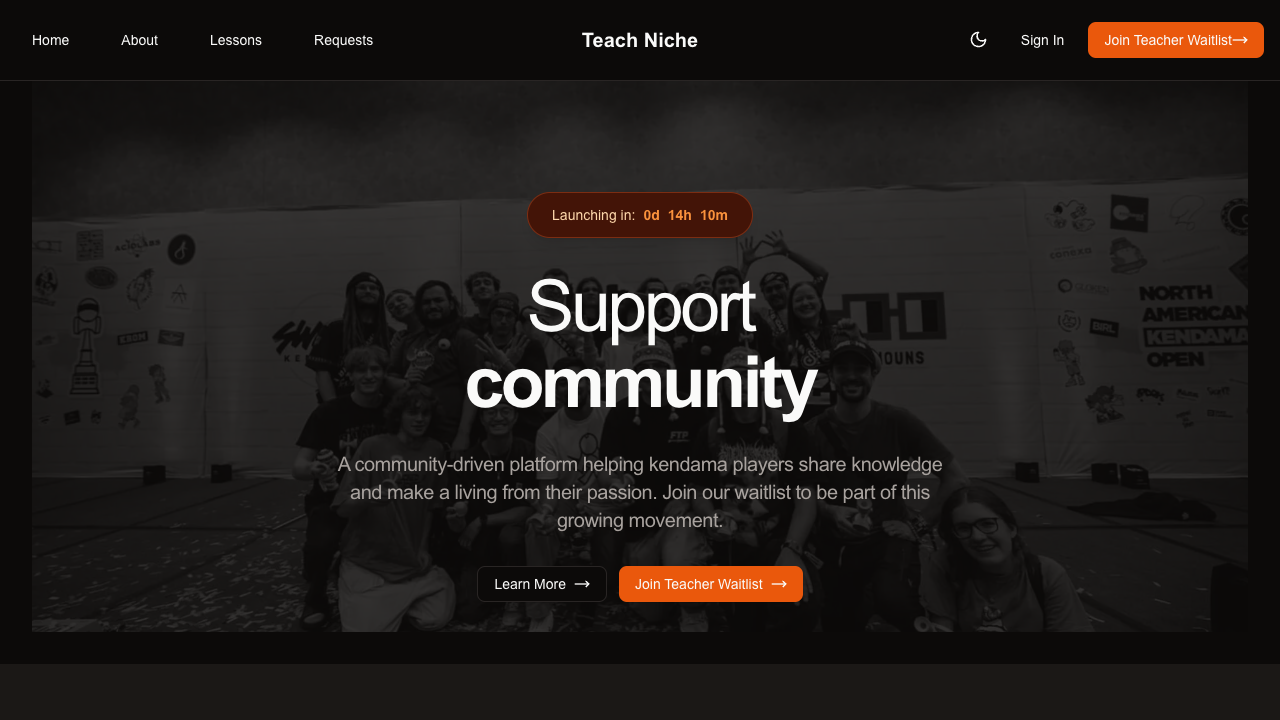 Home
About
Lessons
Requests
Teach Niche
Sign In
Join Teacher Waitlist
Launching in: 0d 14h 10m
Support
community
A community-driven platform helping kendama players share knowledge
and make a living from their passion. Join our waitlist to be part of this
growing movement.
Learn More
Join Teacher Waitlist
NORTH
AMERICAN
KENDAMA
OPEN
FTP
KROM